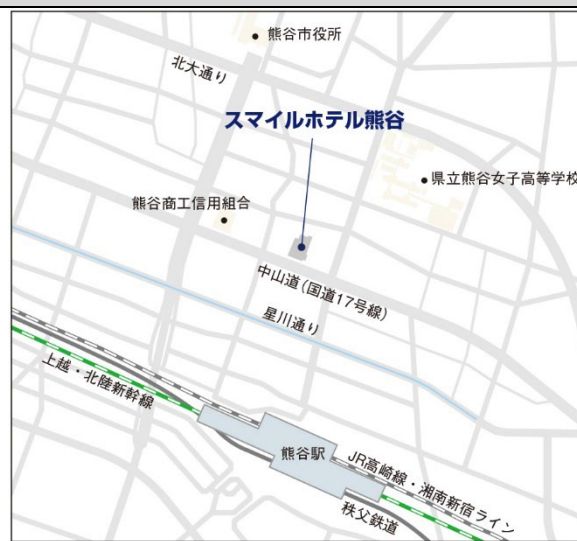 熊谷市役所
北大通り
スマイルホテル熊谷
県立熊谷女子高等学校
熊谷商工信用組合
中山道(国道17号線)
星川通り
上越・北陸新幹線
熊谷駅
JR高崎線・湘南新宿ライン
秩父鉄道